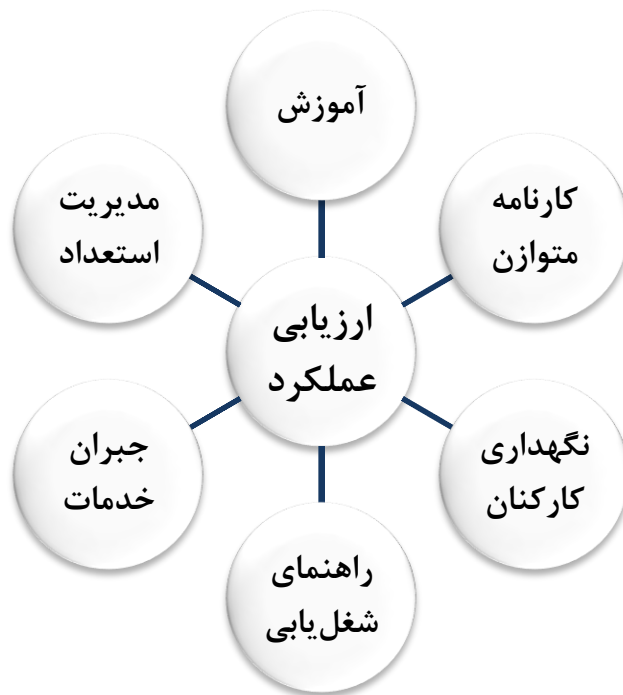 آموزش
کارنامه
متوازن
نگهداری
کارکنان
راهنمای
شغل‌یابی
جبران
خدمات
مدیریت
استعداد
ارزیابی
عملکرد